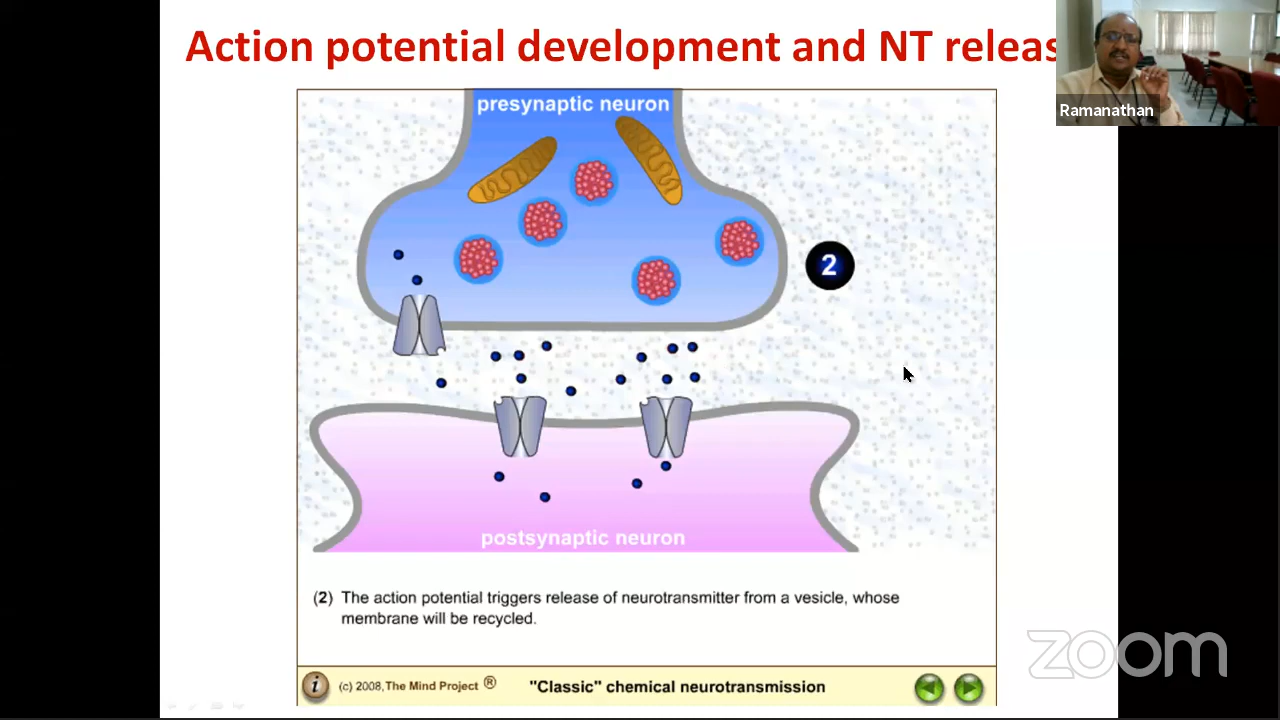 Action potential development and NT releas
Ramanathan
presynaptic neuron
2
postsynaptic neuron
(2) The action potential triggers release of neurotransmitter from a vesicle, whose
membrane will be recycled.
zoom
i (c) 2008, The Mind Project ® "Classic" chemical neurotransmission